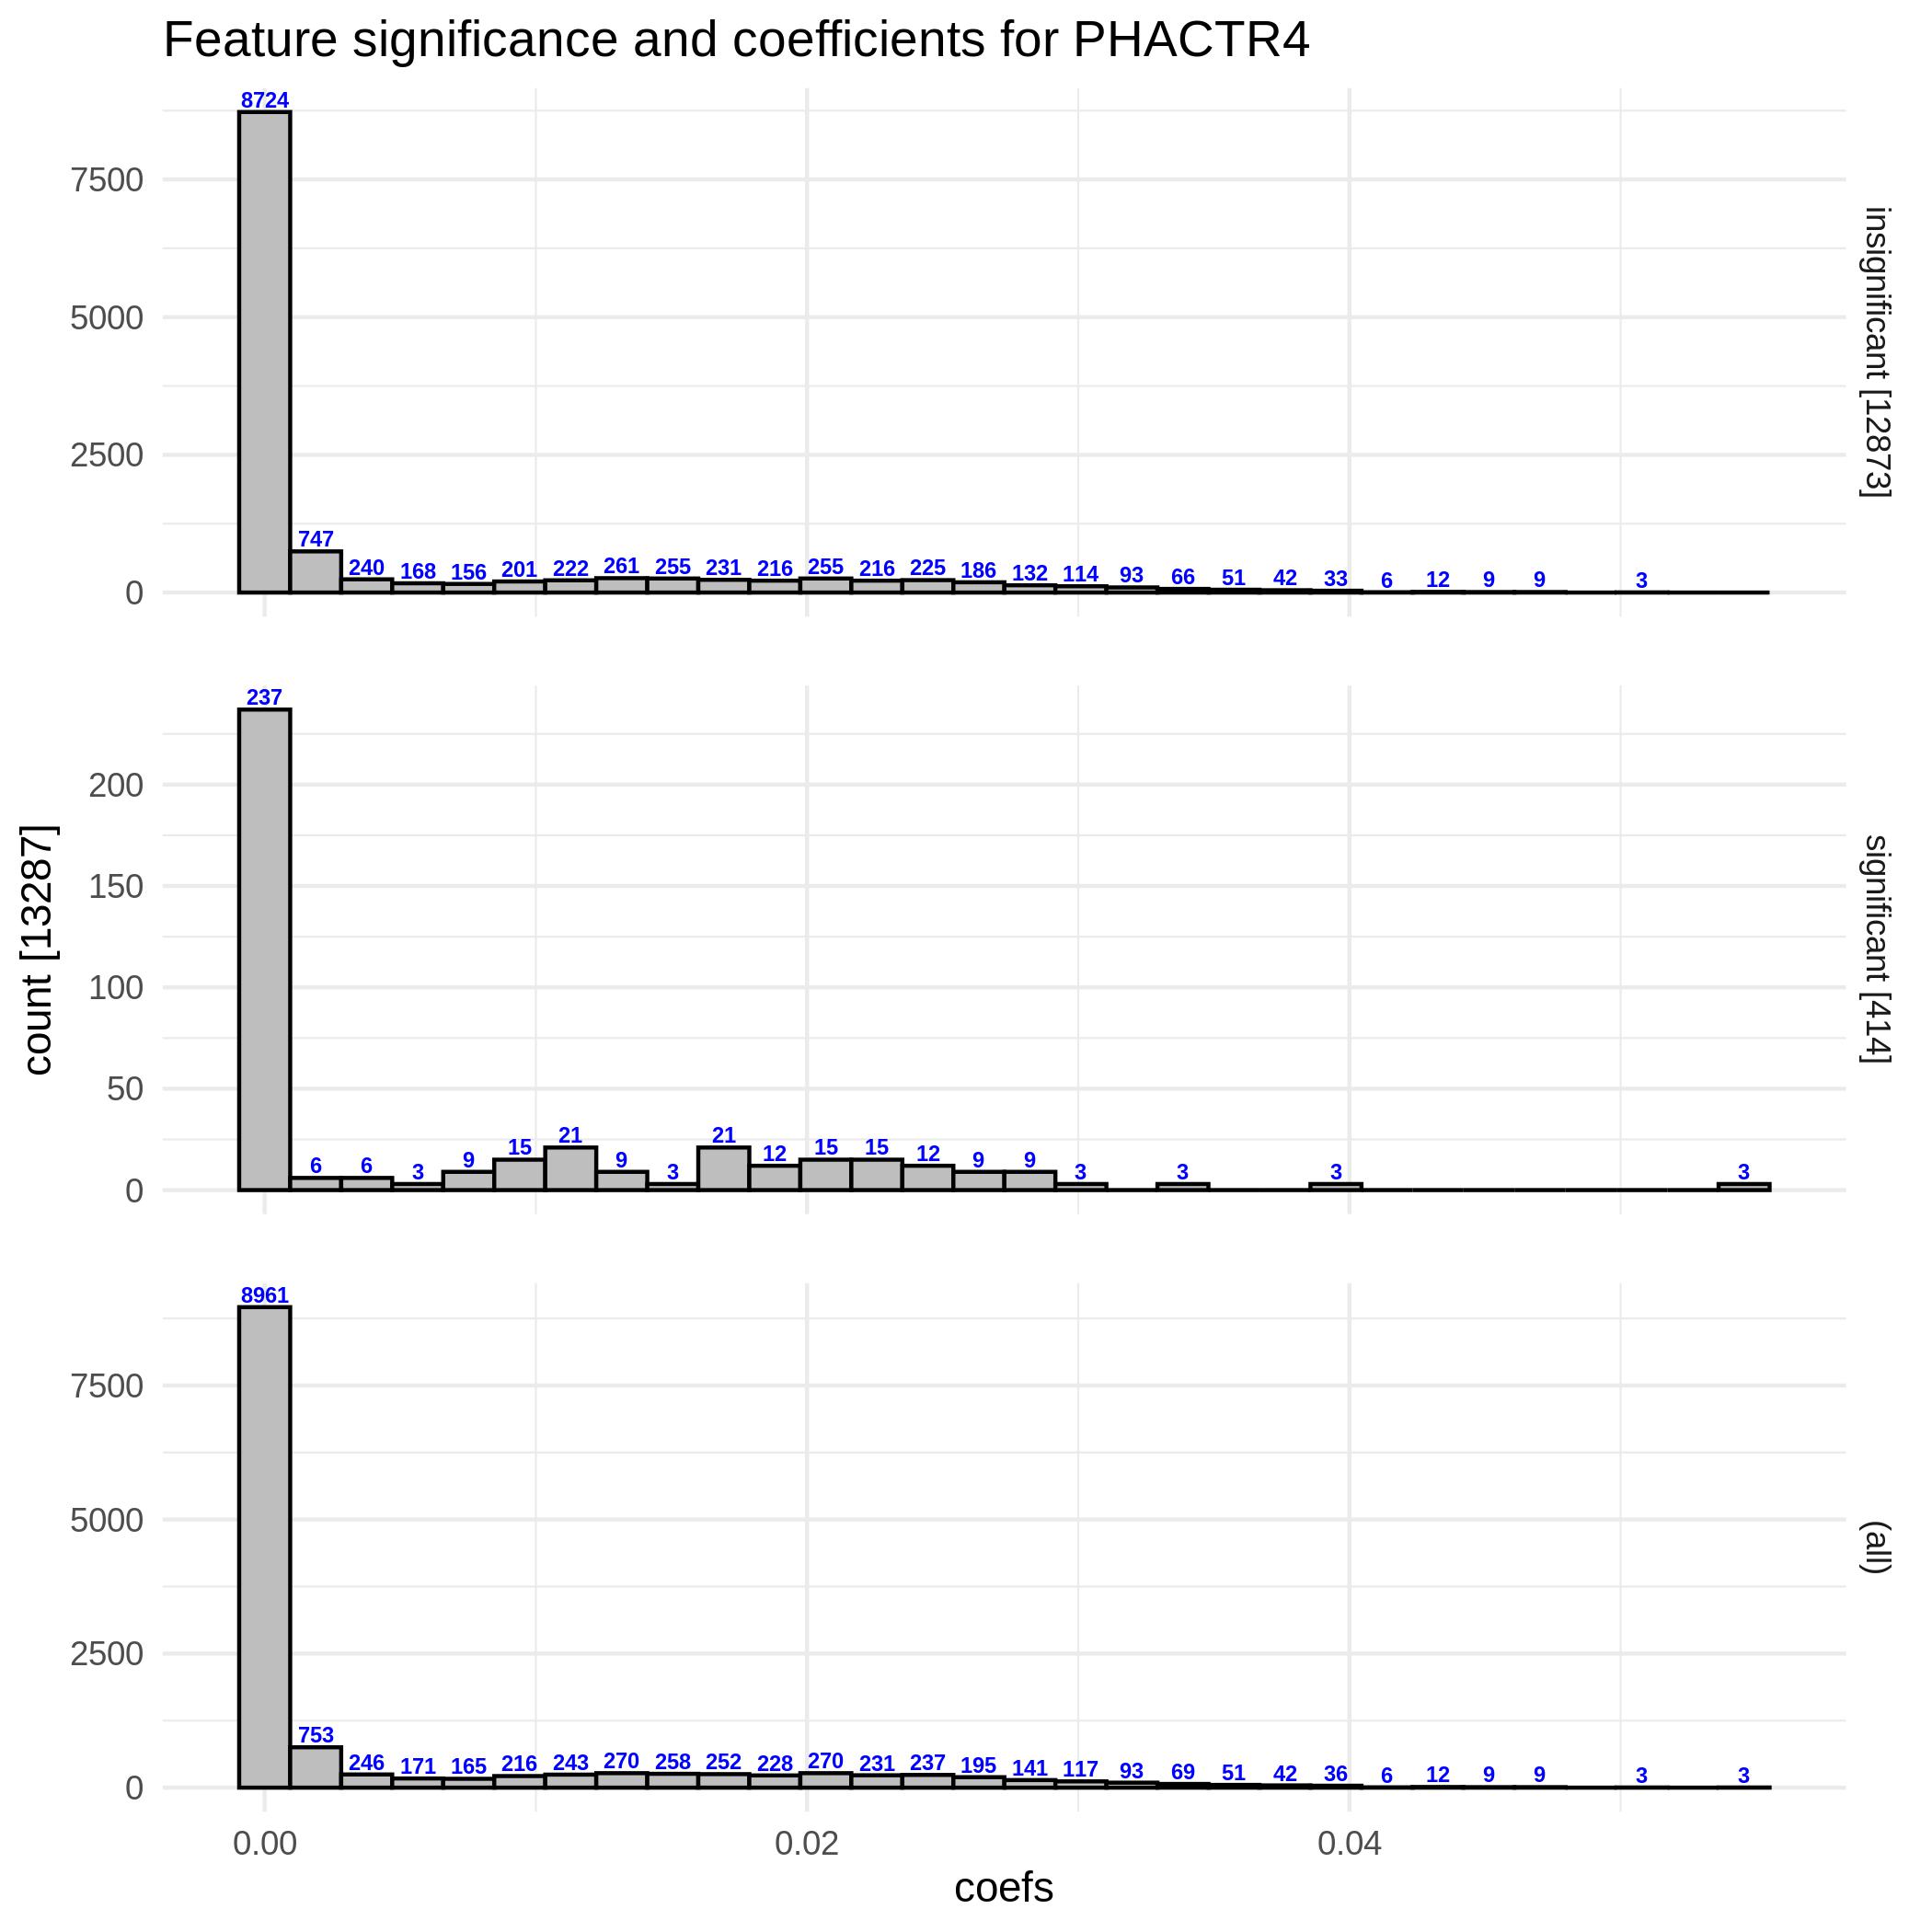 Feature significance and coefficients for PHACTR4
8724
7500
5000
2500
747 240 168 156 201 222 261 255 231 216 255 216 225 186 132 114 93 66 51 42 33 6 12 9 9 3
0
insignificant [12873]
237
200
150
100
50
6 6 3 9 15 21 9 3 21 12 15 15 12 9 9 3 3 3 3
0
significant [414]
count [13287]
8961
7500
5000
2500
753 246 171 165 216 243 270 258 252 228 270 231 237 195 141 117 93 69 51 42 36 6 12 9 9 3 3
0
(all)
0.00 0.02 0.04
coefs